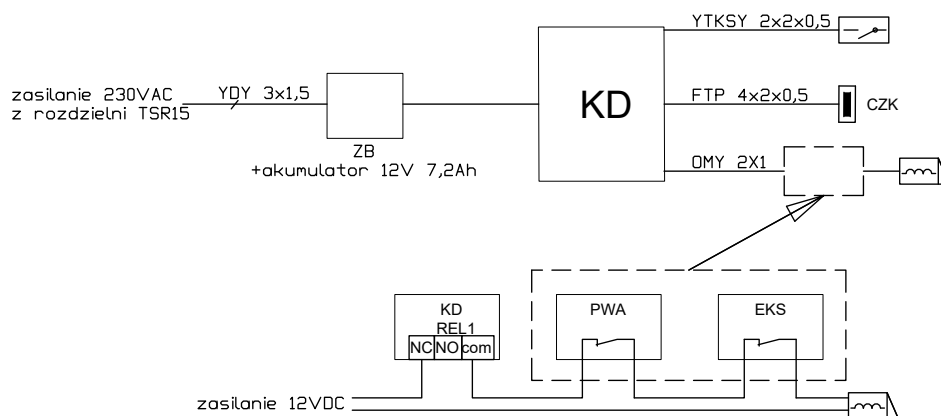 YTKSY 2x2x0,5
zasilanie 230VAC
z rozdzielni TSR15
YDY 3x1,5
KD
FTP 4x2x0,5
CZK
ZB
+akumulator 12V 7,2Ah
OMY 2X1
KD
REL1
NC NO com
PWA
EKS
zasilanie 12VDC